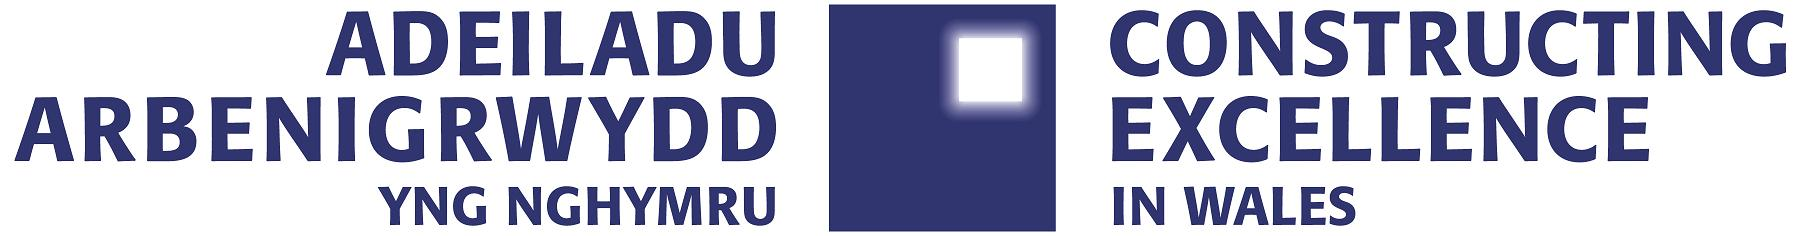 ADEILADU
ARBENIGRWYDD
YNG NGHYMRU
CONSTRUCTING
EXCELLENCE
IN WALES